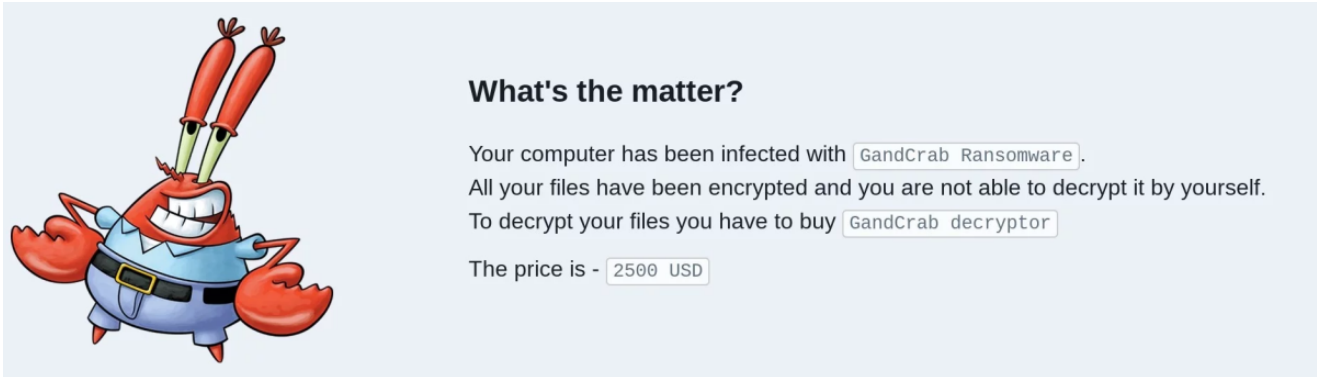 What's the matter?
Your computer has been infected with GandCrab Ransomware.
All your files have been encrypted and you are not able to decrypt it by yourself.
To decrypt your files you have to buy GandCrab decryptor
The price is - 2500 USD